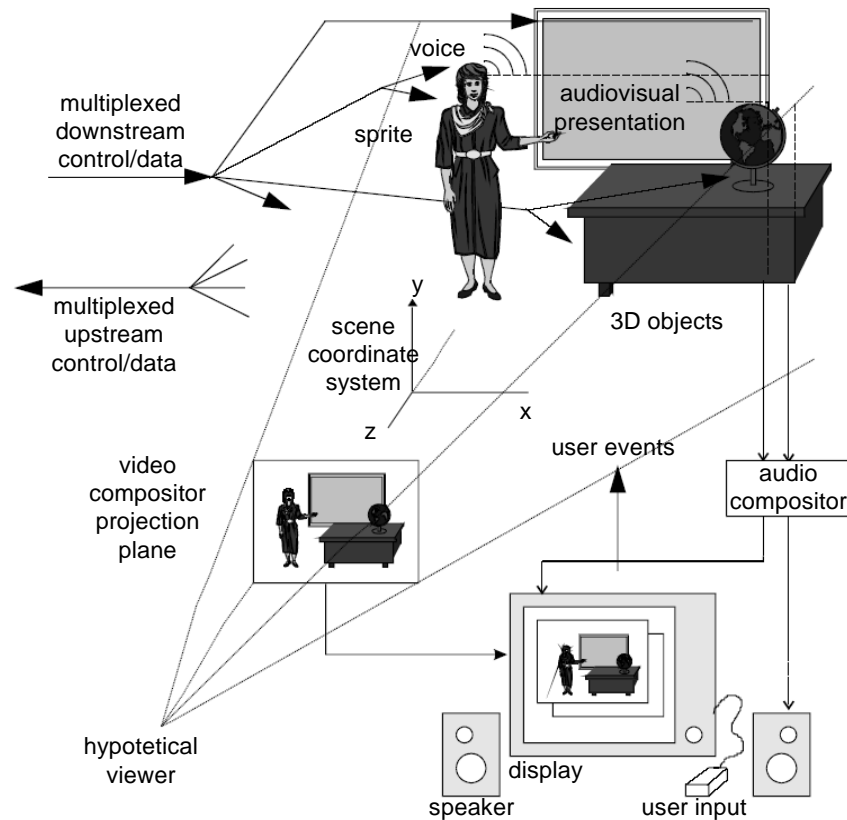 voice
multiplexed
downstream
control/data
sprite
audiovisual
presentation
multiplexed
upstream
control/data
y
scene
coordinate
system
x
z
3D objects
user events
audio
compositor
video
compositor
projection
plane
hypotetical
viewer
display
speaker
user input